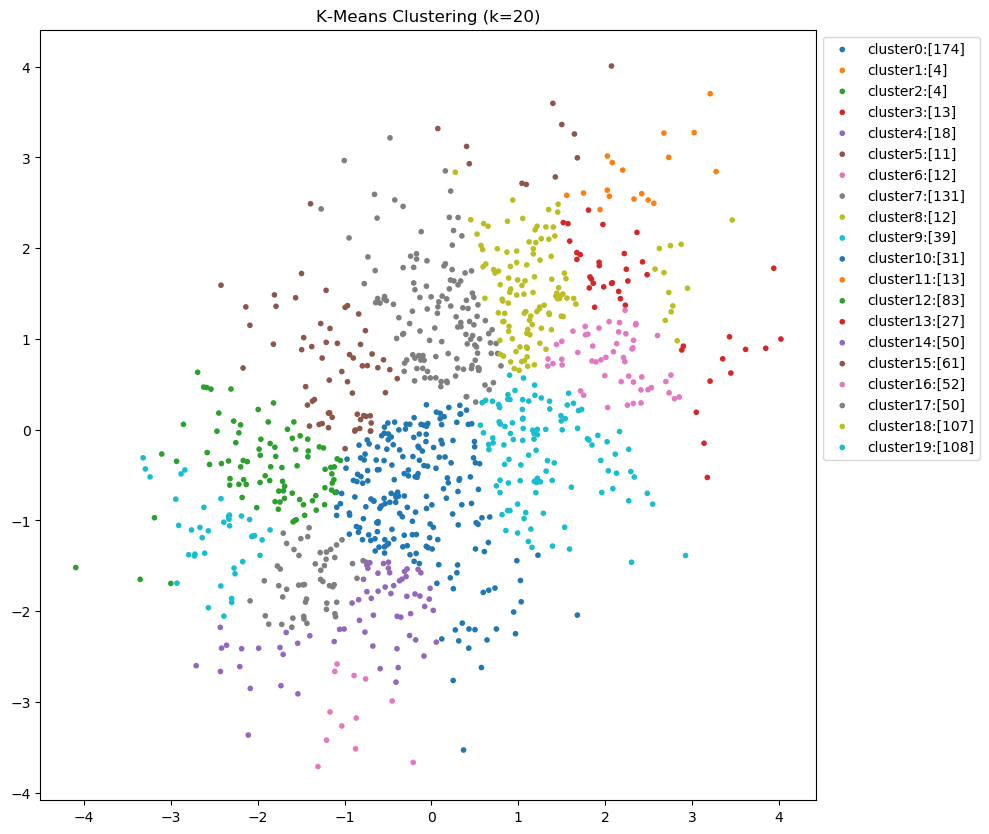 K-Means Clustering (k=20)
cluster0:[174]
cluster1:[4]
cluster2:[4]
cluster3:[13]
cluster4:[18]
cluster5:[11]
cluster6:[12]
cluster7:[131]
cluster8:[12]
cluster9:[39]
cluster10:[31]
cluster11:[13]
cluster12:[83]
cluster13:[27]
cluster14:[50]
cluster15:[61]
cluster16:[52]
cluster17:[50]
cluster18:[107]
cluster19:[108]
4
3
2
1
0
−1
−2
−3
−4
−4 −3 −2 −1 0 1 2 3 4